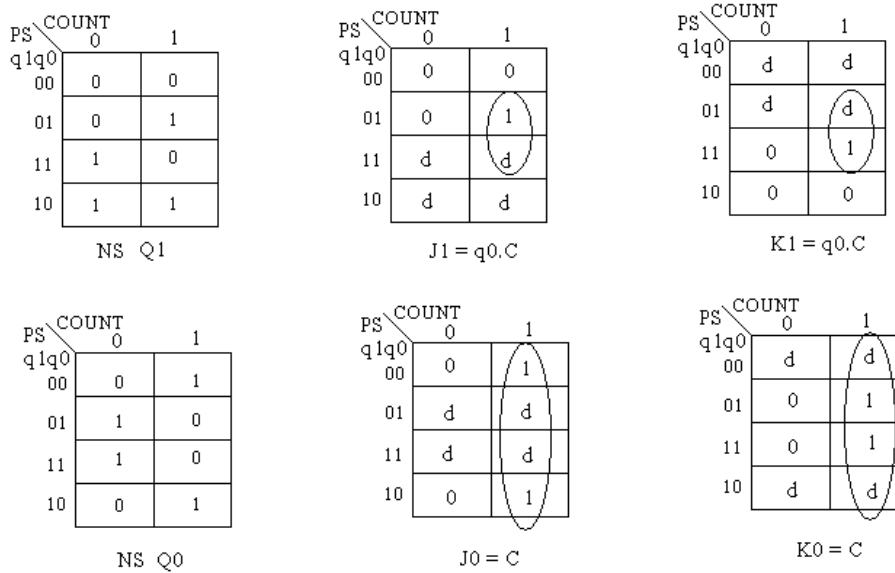 PS COUNT
q1q0 0 1
00 0 0
01 0 1
11 1 0
10 1 1
NS Q1
PS COUNT
q1q0 0 1
00 0 0
01 0 1
11 d d
10 d d
J1 = q0.C
PS COUNT
q1q0 0 1
00 d d
01 d d
11 0 1
10 0 0
K1 = q0.C
PS COUNT
q1q0 0 1
00 0 1
01 1 0
11 1 0
10 0 1
NS Q0
PS COUNT
q1q0 0 1
00 0 1
01 d d
11 d d
10 0 1
J0 = C
PS COUNT
q1q0 0 1
00 d d
01 0 1
11 0 1
10 d d
K0 = C